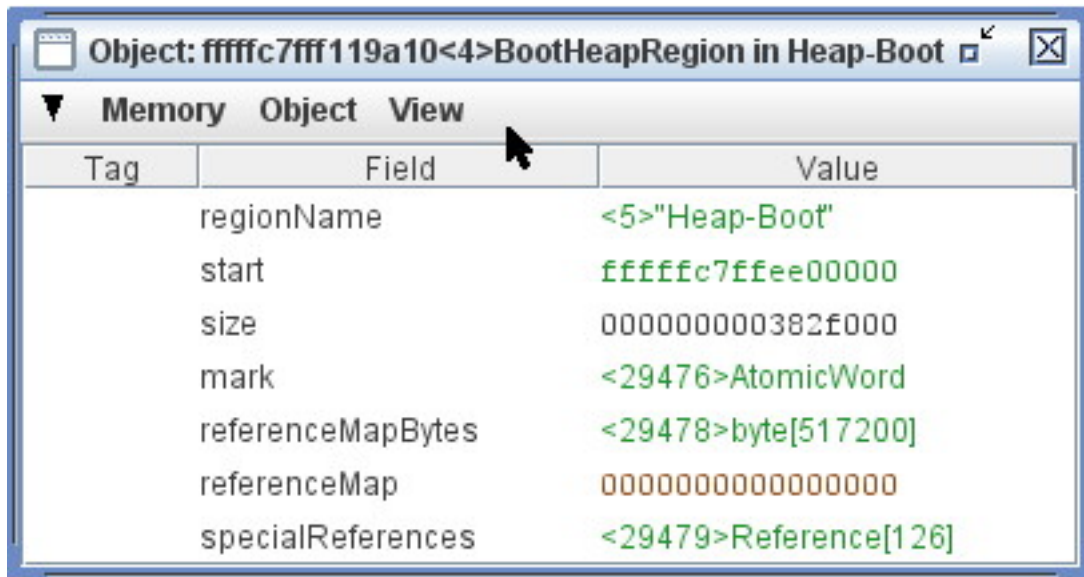 Object: fffffc7fff119a10<4>BootHeapRegion in Heap-Boot
Memory Object View
Tag Field Value
regionName <5>"Heap-Boot"
start fffffc7ffee00000
size 000000000382f000
mark <29476>AtomicWord
referenceMapBytes <29478>byte[517200]
referenceMap 0000000000000000
specialReferences <29479>Reference[126]